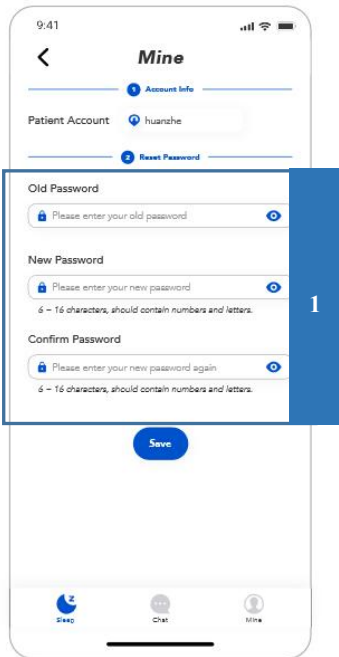 9:41
Mine
1 Account Info
Patient Account huanzhe
2 Reset Password
Old Password
Please enter your old password
New Password
Please enter your new password
6 – 16 characters, should contain numbers and letters.
1
Confirm Password
Please enter your new password again
6 – 16 characters, should contain numbers and letters.
Save
Z
Sleep Chat Mine